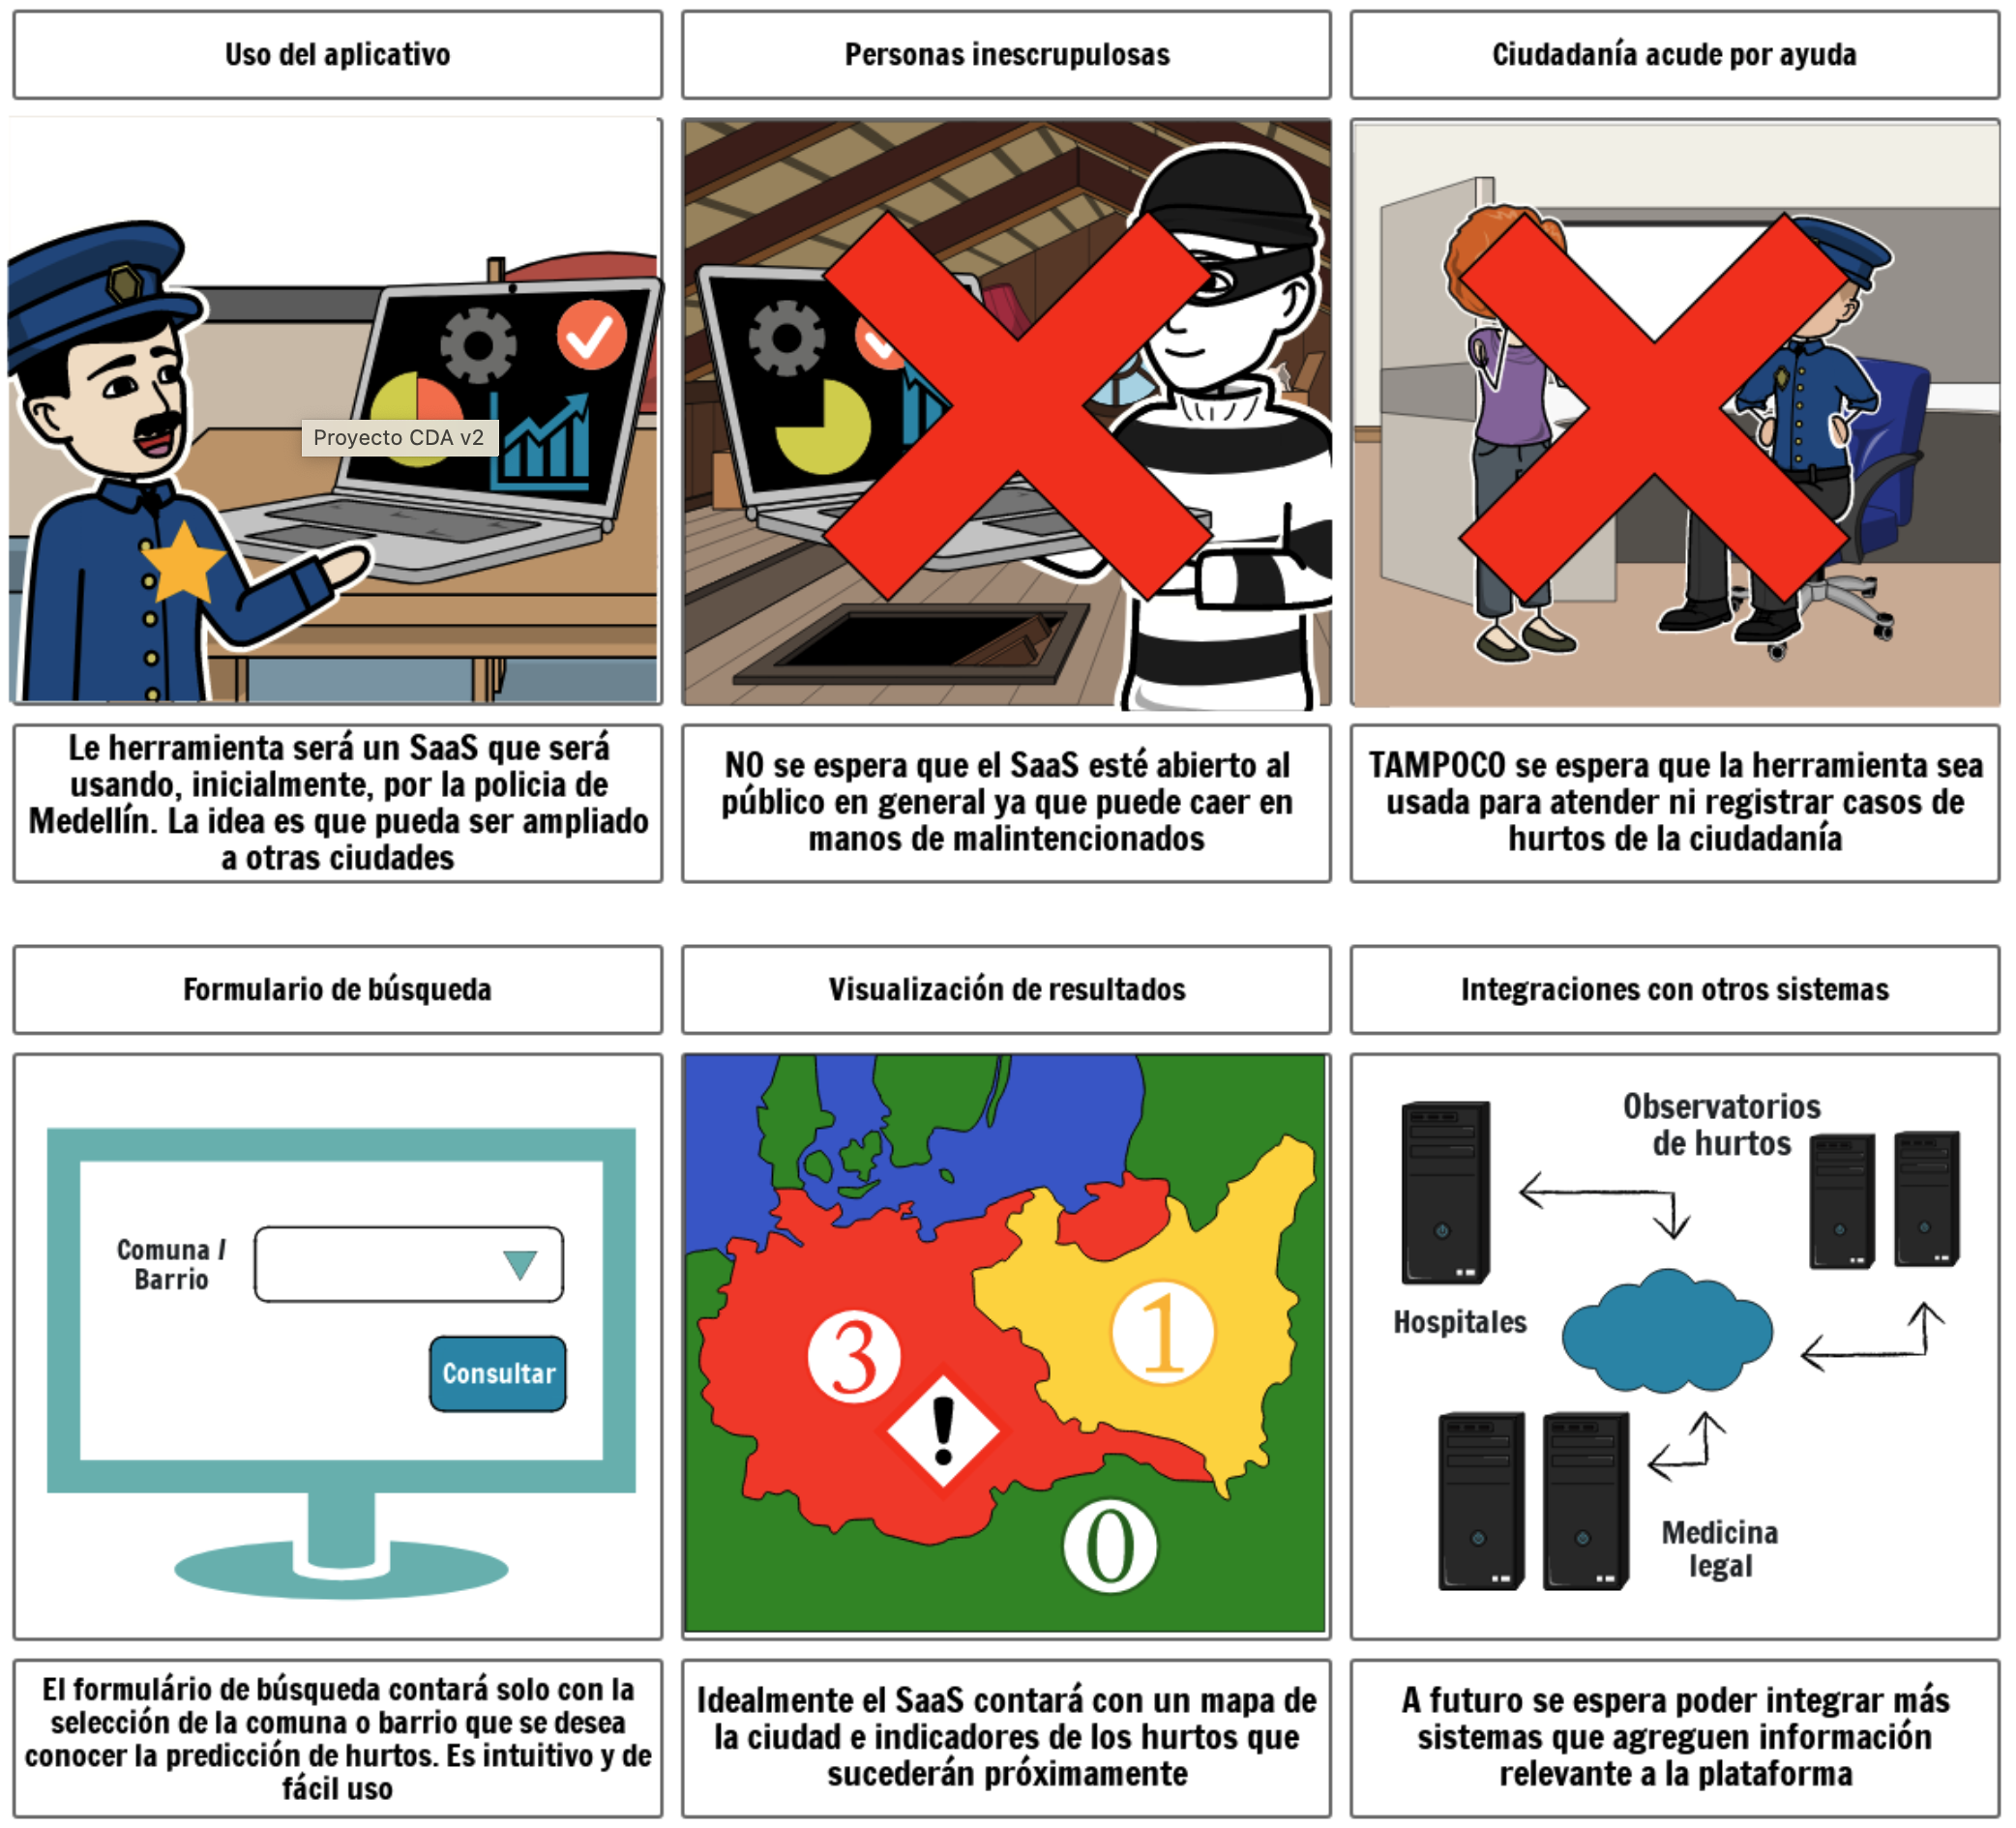 Uso del aplicativo
Personas inescrupulosas
Ciudadanía acude por ayuda
Proyecto CDA v2
Le herramienta será un SaaS que será
usando, inicialmente, por la policia de
Medellín. La idea es que pueda ser ampliado
a otras ciudades
NO se espera que el SaaS esté abierto al
público en general ya que puede caer en
manos de malintencionados
TAMPOCO se espera que la herramienta sea
usada para atender ni registrar casos de
hurtos de la ciudadanía
Formulario de búsqueda
Visualización de resultados
Integraciones con otros sistemas
Comuna /
Barrio
Consultar
3
!
1
0
Observatorios
de hurtos
Hospitales
Medicina
legal
El formulário de búsqueda contará solo con la
selección de la comuna o barrio que se desea
conocer la predicción de hurtos. Es intuitivo y de
fácil uso
Idealmente el SaaS contará con un mapa de
la ciudad e indicadores de los hurtos que
sucederán próximamente
A futuro se espera poder integrar más
sistemas que agreguen información
relevante a la plataforma